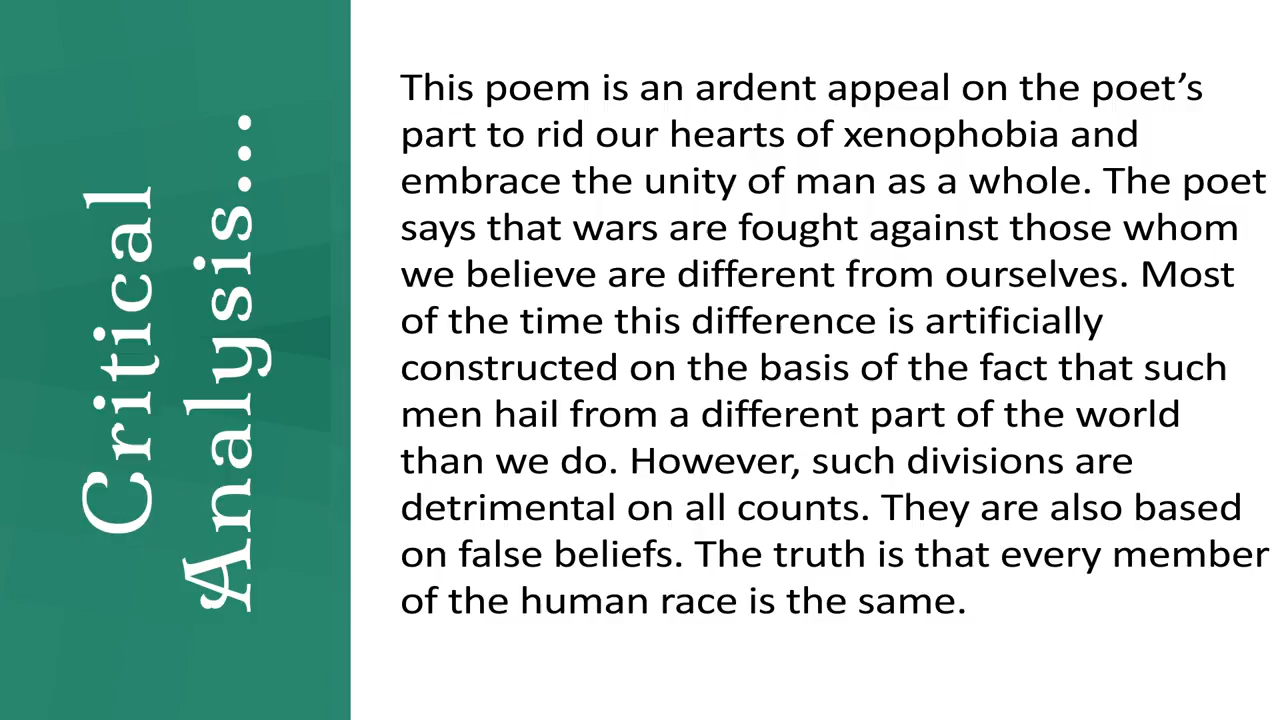 Critical
Analysis...
This poem is an ardent appeal on the poet’s
part to rid our hearts of xenophobia and
embrace the unity of man as a whole. The poet
says that wars are fought against those whom
we believe are different from ourselves. Most
of the time this difference is artificially
constructed on the basis of the fact that such
men hail from a different part of the world
than we do. However, such divisions are
detrimental on all counts. They are also based
on false beliefs. The truth is that every member
of the human race is the same.